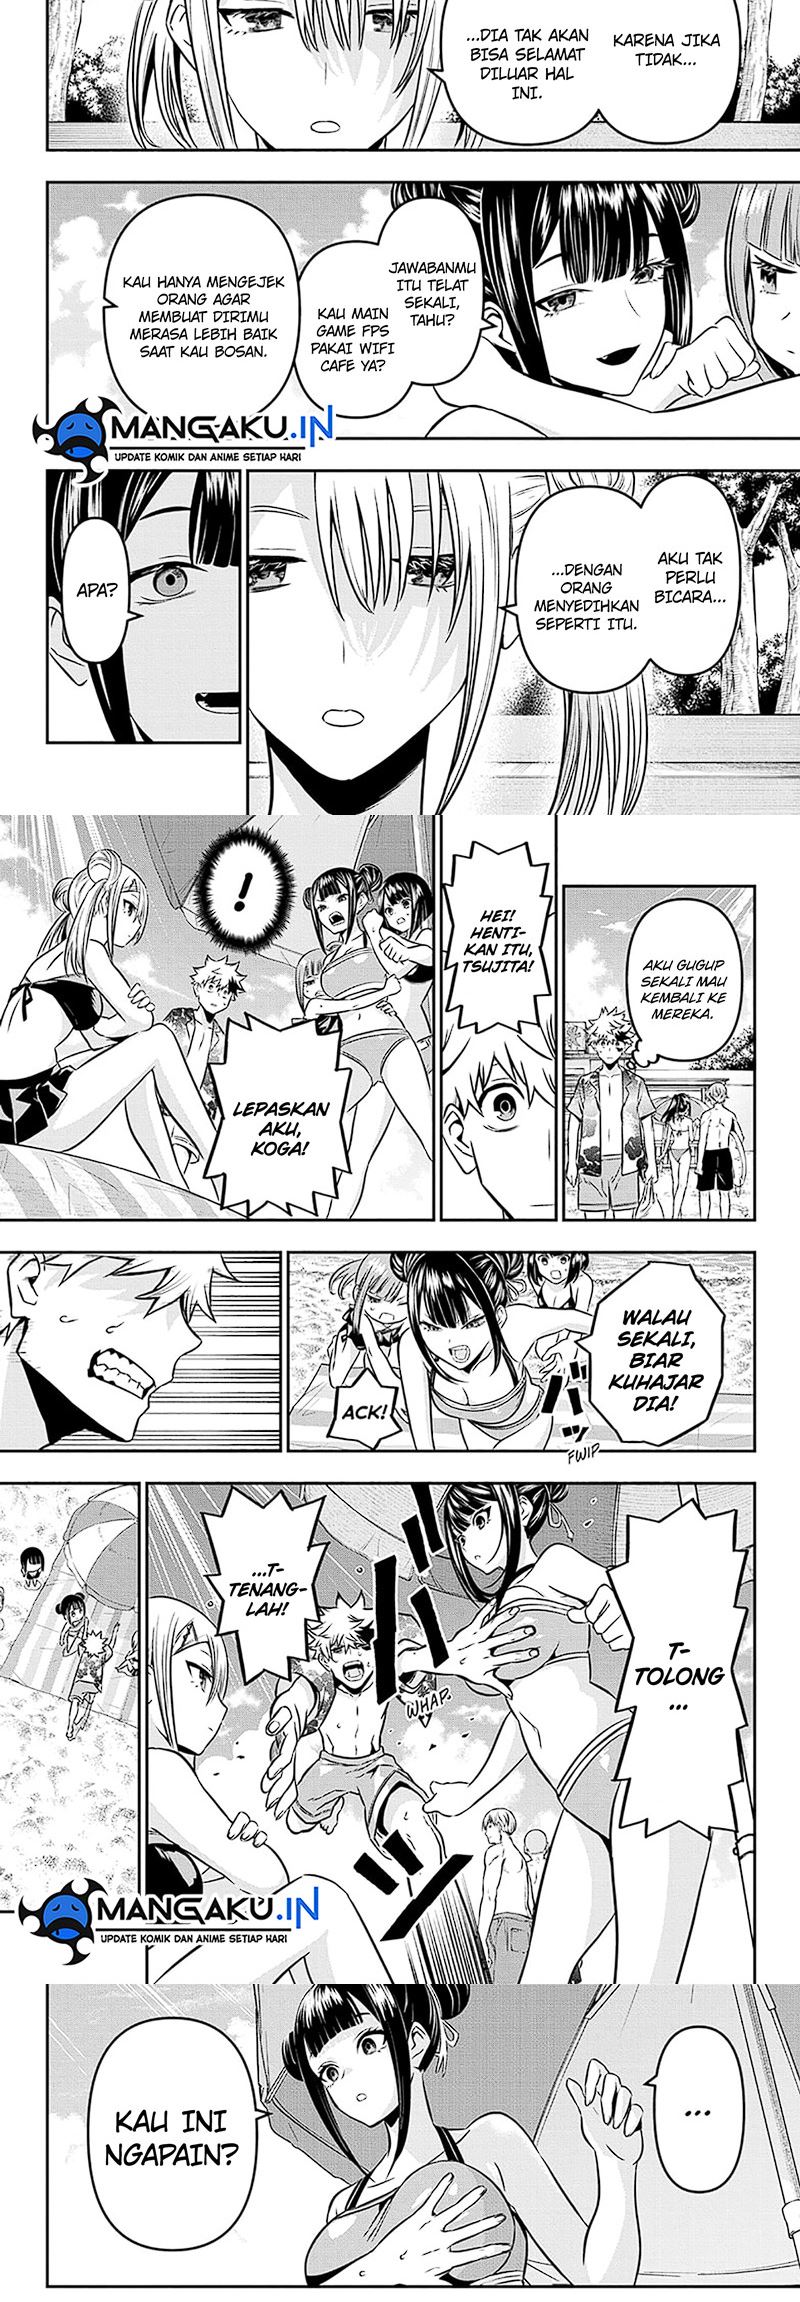 KARENA JIKA
TIDAK...
...DIA TAK AKAN
BISA SELAMAT
DILUAR HAL
INI.
JAWABANMU
ITU TELAT
SEKALI,
TAHU?
KAU MAIN
GAME FPS
PAKAI WIFI
CAFE YA?
KAU HANYA MENGEJEK
ORANG AGAR
MEMBUAT DIRIMU
MERASA LEBIH BAIK
SAAT KAU BOSAN.
MANGAKU.IN
UPDATE KOMIK DAN ANIME SETIAP HARI
AKU TAK
PERLU
BICARA...
...DENGAN
ORANG
MENYEDIHKAN
SEPERTI ITU.
APA?
AKU GUGUP
SEKALI MAU
KEMBALI KE
MEREKA.
HEI!
HENTI-
KAN ITU,
TSUJITA!
!
LEPASKAN
AKU,
KOGA!
WALAU
SEKALI,
BIAR
KUHAJAR
DIA!
ACK!
バッ
FWIP
T-
TOLONG
...
...T-
TENANG-
LAH!
WHAP
MANGAKU.IN
UPDATE KOMIK DAN ANIME SETIAP HARI
...
KAU INI
NGAPAIN?